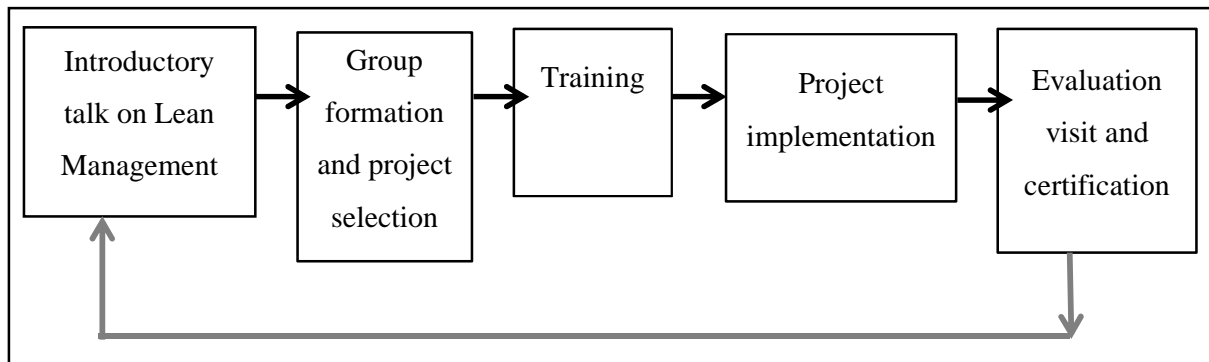 Introductory
talk on Lean
Management
Group
formation
and project
selection
Training
Project
implementation
Evaluation
visit and
certification